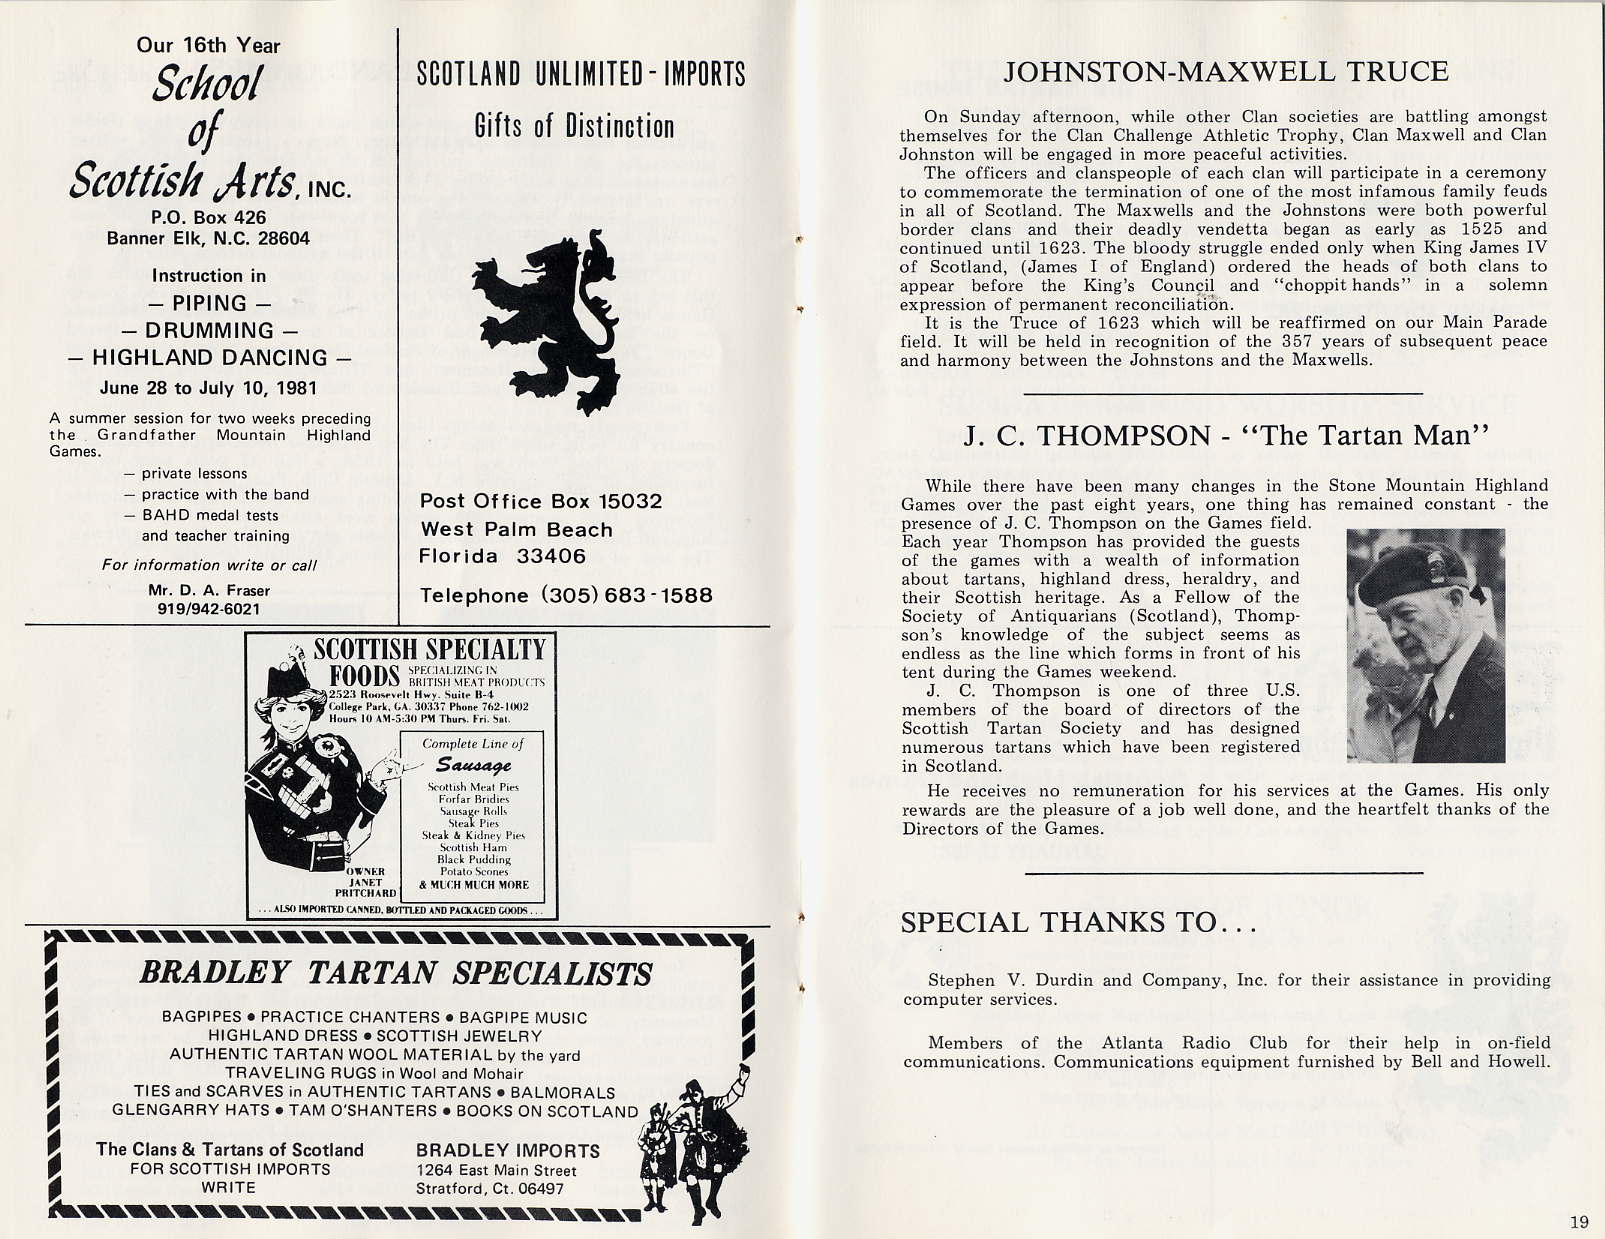 Our 16th Year
School
of
Scottish Arts, INC.
P.O. Box 426
Banner Elk, N.C. 28604
Instruction in
— PIPING —
— DRUMMING —
— HIGHLAND DANCING —
June 28 to July 10, 1981
A summer session for two weeks preceding
the Grandfather Mountain Highland
Games.
— private lessons
— practice with the band
— BAHD medal tests
and teacher training
For information write or call
Mr. D. A. Fraser
919/942-6021
SCOTLAND UNLIMITED - IMPORTS
Gifts of Distinction
Post Office Box 15032
West Palm Beach
Florida 33406
Telephone (305) 683-1588
SCOTTISH SPECIALTY
FOODS SPECIALIZING IN
BRITISH MEAT PRODUCTS
2523 Roosevelt Hwy. Suite B-4
College Park, GA. 30337 Phone 762-1002
Hours 10 AM-5:30 PM Thurs. Fri. Sat.
Complete Line of
Sausage
Scottish Meat Pies
Forfar Bridies
Sausage Rolls
Steak Pies
Steak & Kidney Pies
Scottish Ham
Black Pudding
Potato Scones
& MUCH MUCH MORE
OWNER
JANET
PRITCHARD
. . . ALSO IMPORTED CANNED, BOTTLED AND PACKAGED GOODS . . .
BRADLEY TARTAN SPECIALISTS
BAGPIPES • PRACTICE CHANTERS • BAGPIPE MUSIC
HIGHLAND DRESS • SCOTTISH JEWELRY
AUTHENTIC TARTAN WOOL MATERIAL by the yard
TRAVELING RUGS in Wool and Mohair
TIES and SCARVES in AUTHENTIC TARTANS • BALMORALS
GLENGARRY HATS • TAM O'SHANTERS • BOOKS ON SCOTLAND
The Clans & Tartans of Scotland
FOR SCOTTISH IMPORTS
WRITE
BRADLEY IMPORTS
1264 East Main Street
Stratford, Ct. 06497
JOHNSTON-MAXWELL TRUCE
On Sunday afternoon, while other Clan societies are battling amongst
themselves for the Clan Challenge Athletic Trophy, Clan Maxwell and Clan
Johnston will be engaged in more peaceful activities.
The officers and clanspeople of each clan will participate in a ceremony
to commemorate the termination of one of the most infamous family feuds
in all of Scotland. The Maxwells and the Johnstons were both powerful
border clans and their deadly vendetta began as early as 1525 and
continued until 1623. The bloody struggle ended only when King James IV
of Scotland, (James I of England) ordered the heads of both clans to
appear before the King's Council and "choppit hands" in a solemn
expression of permanent reconciliation.
It is the Truce of 1623 which will be reaffirmed on our Main Parade
field. It will be held in recognition of the 357 years of subsequent peace
and harmony between the Johnstons and the Maxwells.
J. C. THOMPSON - "The Tartan Man"
While there have been many changes in the Stone Mountain Highland
Games over the past eight years, one thing has remained constant - the
presence of J. C. Thompson on the Games field.
Each year Thompson has provided the guests
of the games with a wealth of information
about tartans, highland dress, heraldry, and
their Scottish heritage. As a Fellow of the
Society of Antiquarians (Scotland), Thomp-
son's knowledge of the subject seems as
endless as the line which forms in front of his
tent during the Games weekend.
J. C. Thompson is one of three U.S.
members of the board of directors of the
Scottish Tartan Society and has designed
numerous tartans which have been registered
in Scotland.
He receives no remuneration for his services at the Games. His only
rewards are the pleasure of a job well done, and the heartfelt thanks of the
Directors of the Games.
SPECIAL THANKS TO...
Stephen V. Durdin and Company, Inc. for their assistance in providing
computer services.
Members of the Atlanta Radio Club for their help in on-field
communications. Communications equipment furnished by Bell and Howell.
19